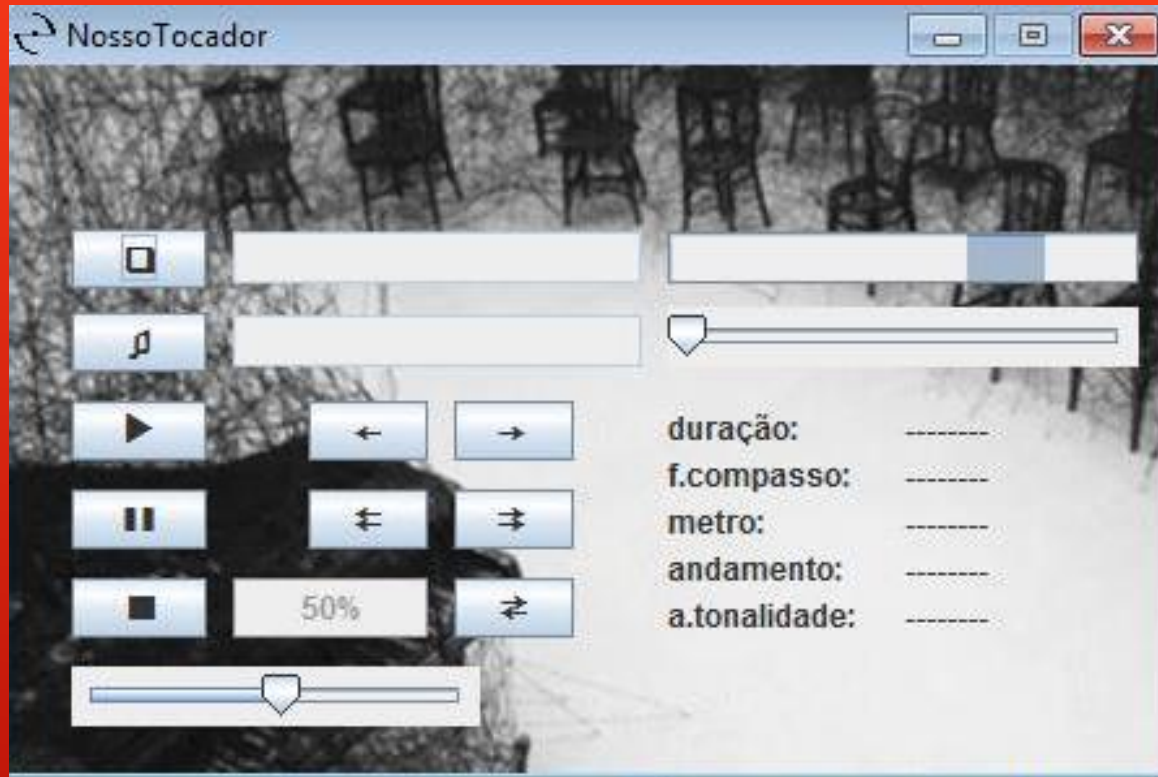 NossoTocador
duração: --------
f.compasso: --------
metro: --------
andamento: --------
50%
a.tonalidade: --------